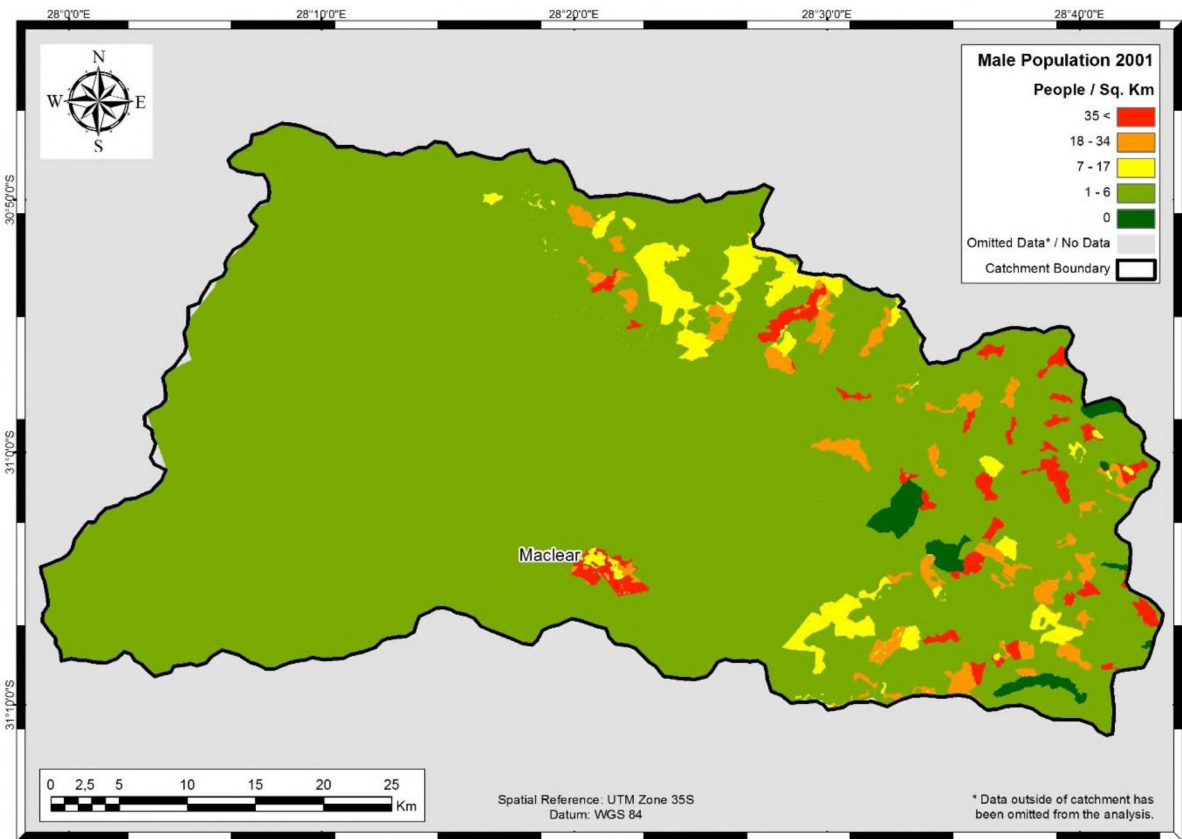 28°0'0"E
28°10'0"E
28°20'0"E
28°30'0"E
28°40'0"E
N
W
E
S
Male Population 2001
People / Sq. Km
35 <
18 - 34
7 - 17
1 - 6
0
Omitted Data* / No Data
Catchment Boundary
30°50'0"S
31°0'0"S
31°10'0"S
Maclear
0 2,5 5 10 15 20 25
Km
Spatial Reference: UTM Zone 35S
Datum: WGS 84
* Data outside of catchment has
been omitted from the analysis.